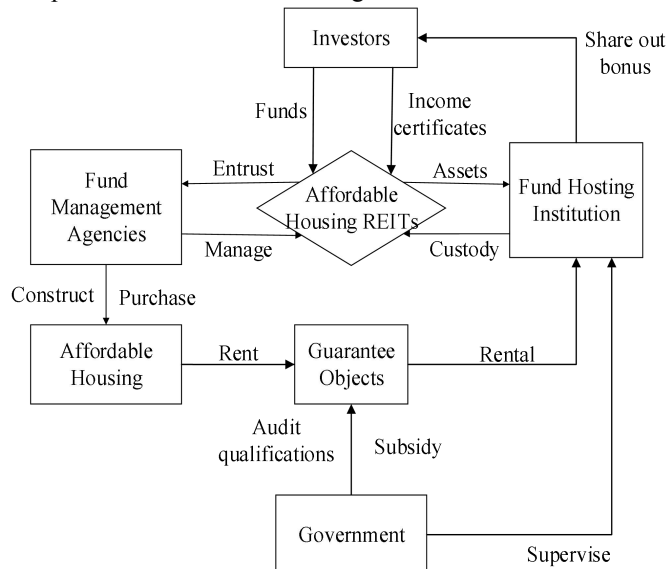 Investors
Share out
bonus
Funds
Income
certificates
Entrust
Assets
Fund
Management
Agencies
Affordable
Housing REITs
Fund Hosting
Institution
Manage
Custody
Construct
Purchase
Affordable
Housing
Rent
Guarantee
Objects
Rental
Audit
qualifications
Subsidy
Government
Supervise